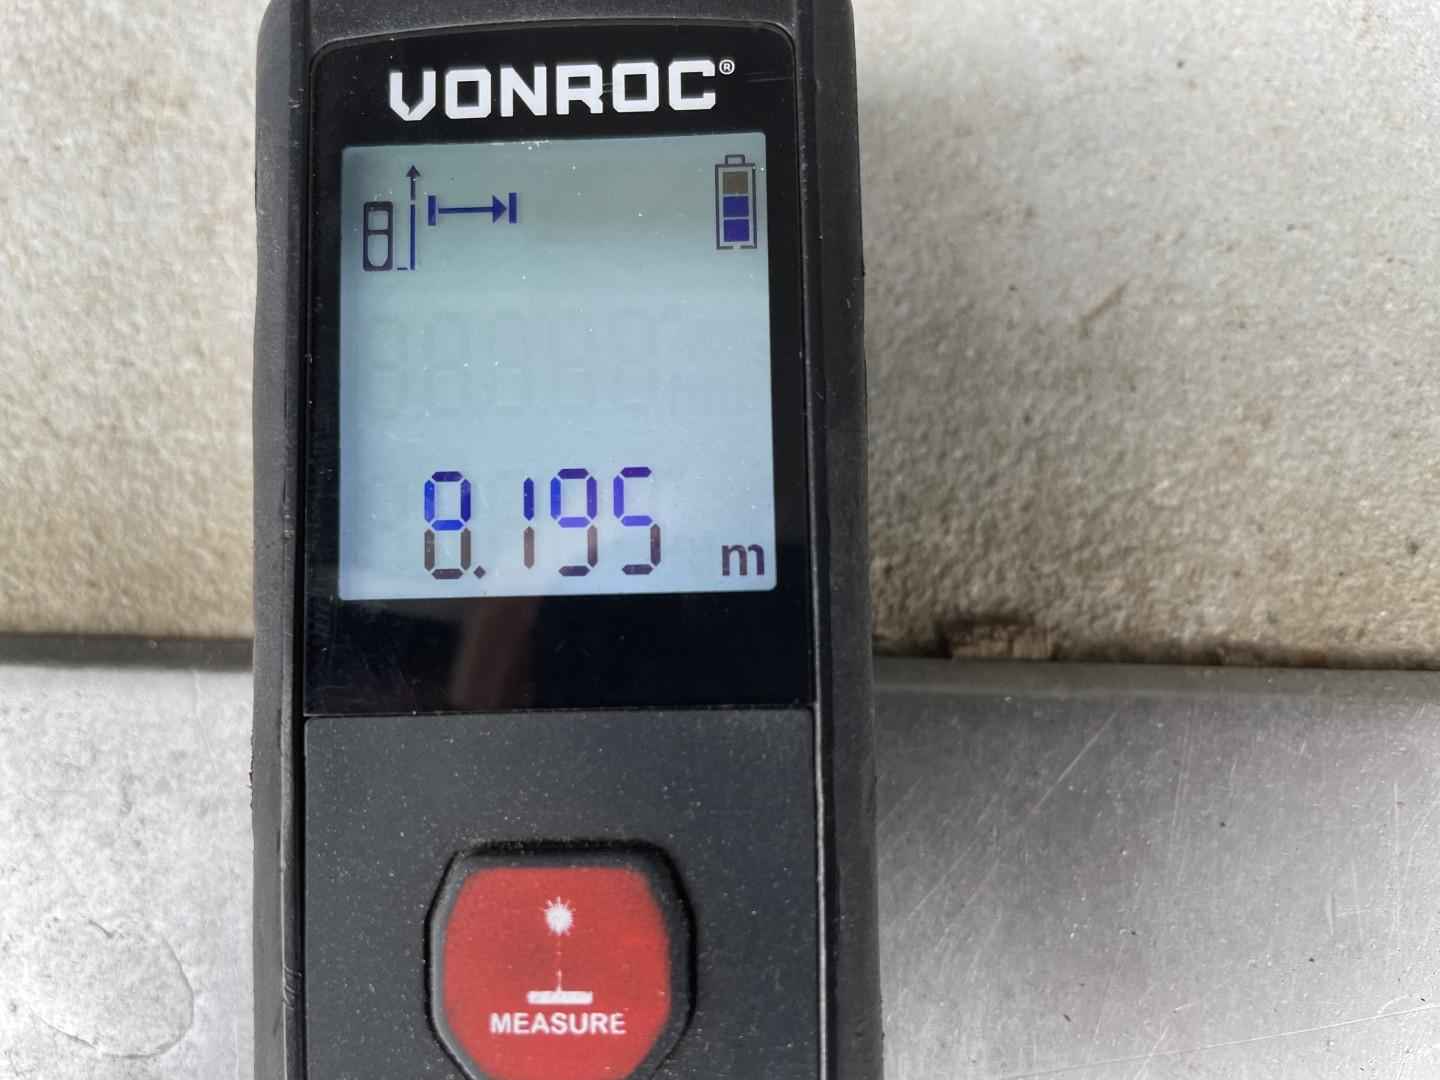 VONROC®
8.195 m
MEASURE